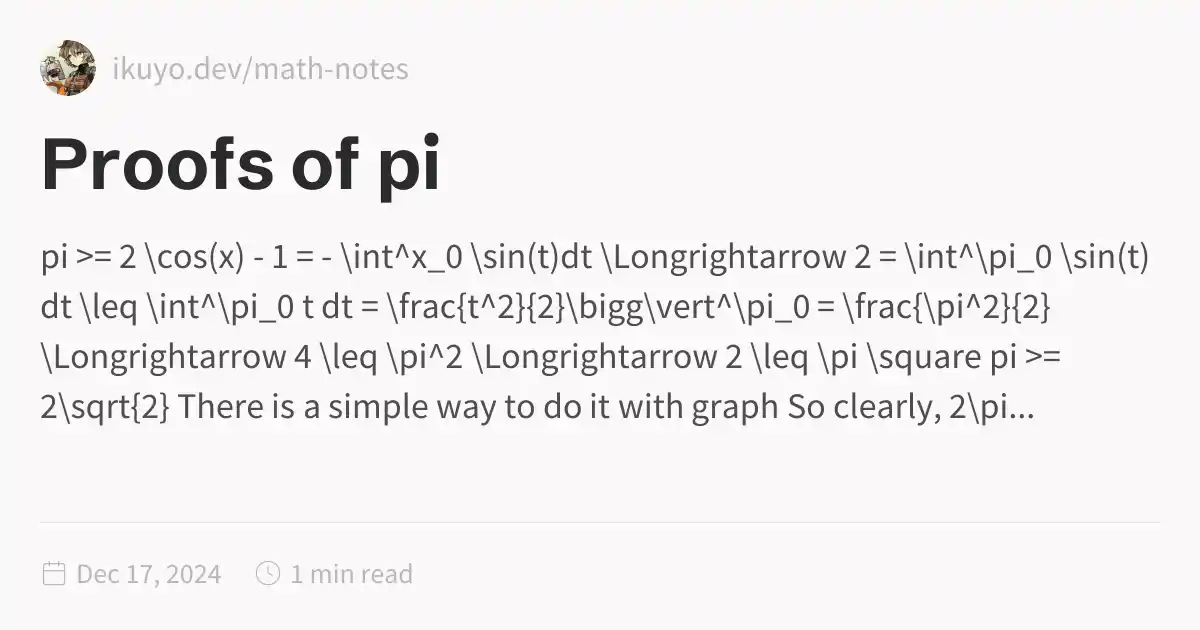 ikuyo.dev/math-notes
Proofs of pi
pi >= 2 \cos(x) - 1 = - \int^x_0 \sin(t)dt \Longrightarrow 2 = \int^\pi_0 \sin(t)
dt \leq \int^\pi_0 t dt = \frac{t^2}{2}\bigg\vert^\pi_0 = \frac{\pi^2}{2}
\Longrightarrow 4 \leq \pi^2 \Longrightarrow 2 \leq \pi \square pi >=
2\sqrt{2} There is a simple way to do it with graph So clearly, 2\pi...
Dec 17, 2024 1 min read